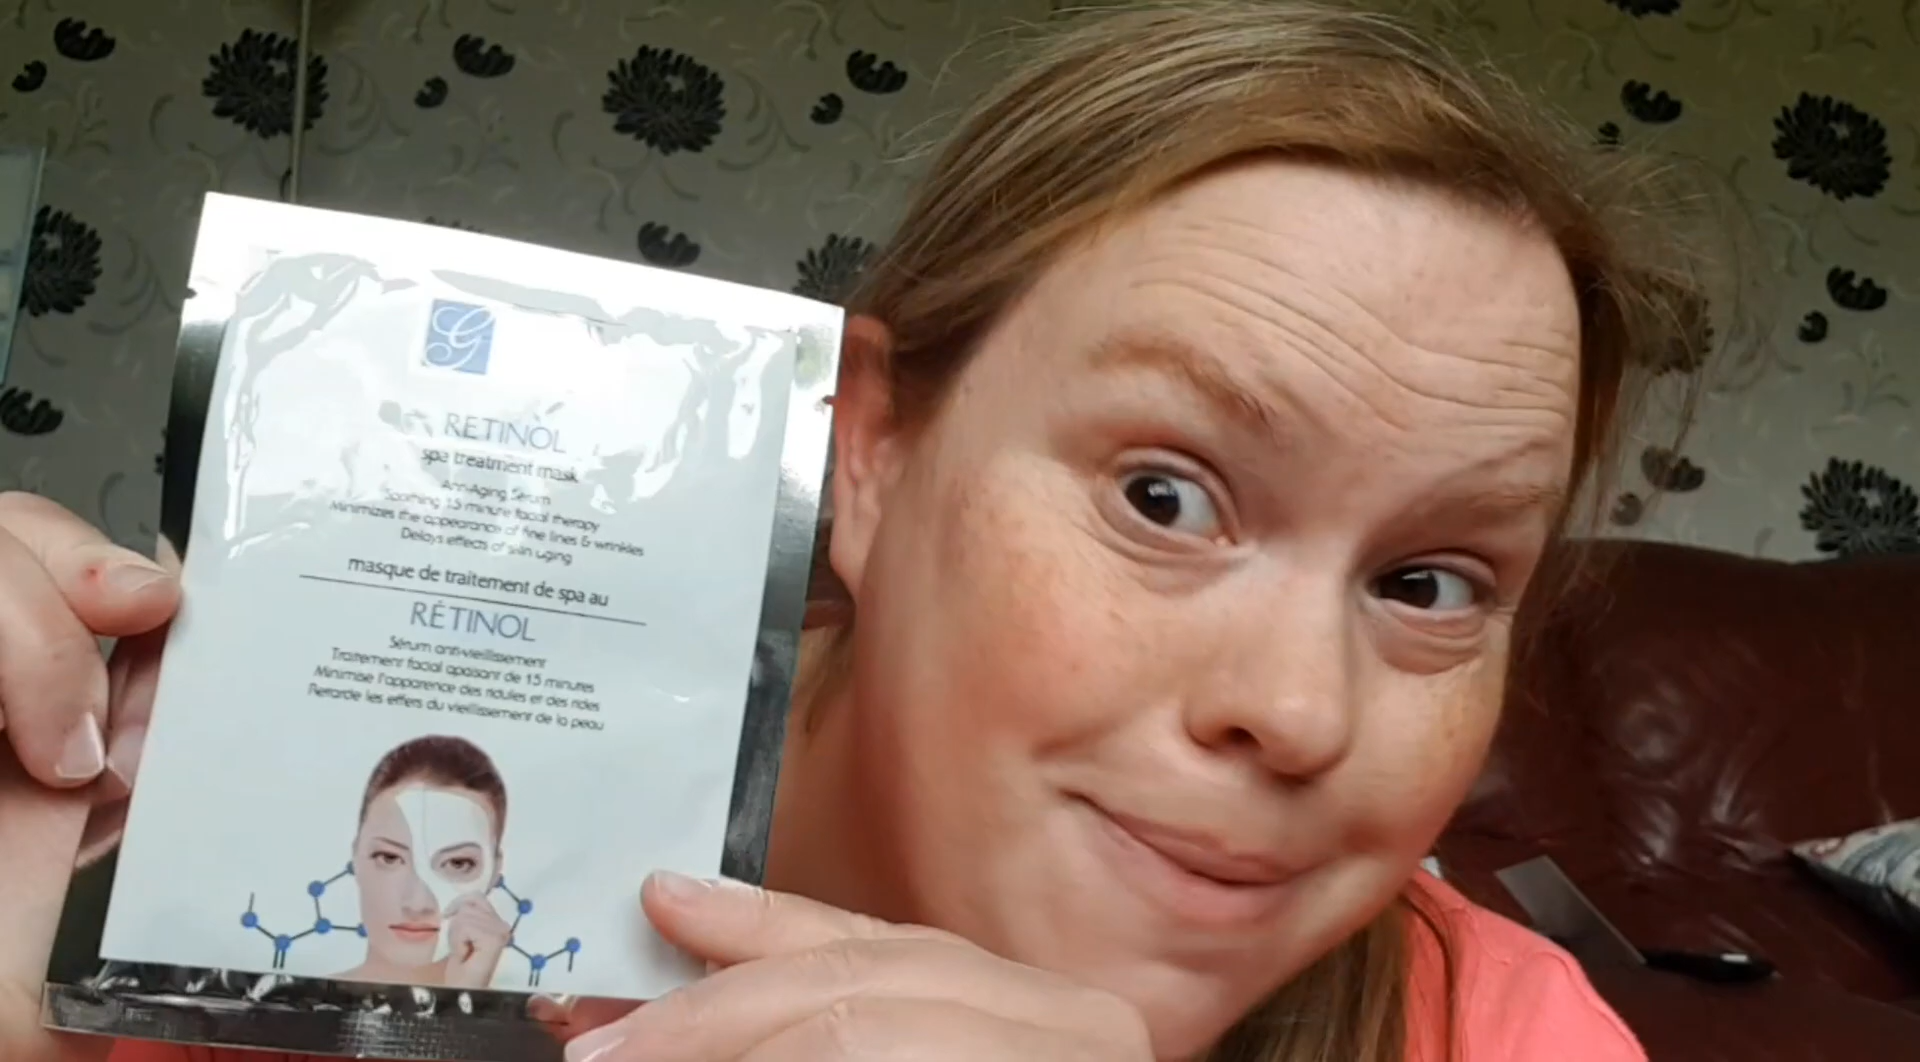 G
RETINOL
spa treatment mask
Anti-Aging Serum
Soothing 15 minute facial therapy
Minimizes the appearance of fine lines & wrinkles
Delays effects of skin aging
masque de traitement de spa au
RÉTINOL
Sérum anti-vieillissement
Traitement facial apaisant de 15 minutes
Minimise l'apparence des ridules et des rides
Retarde les effets du vieillissement de la peau